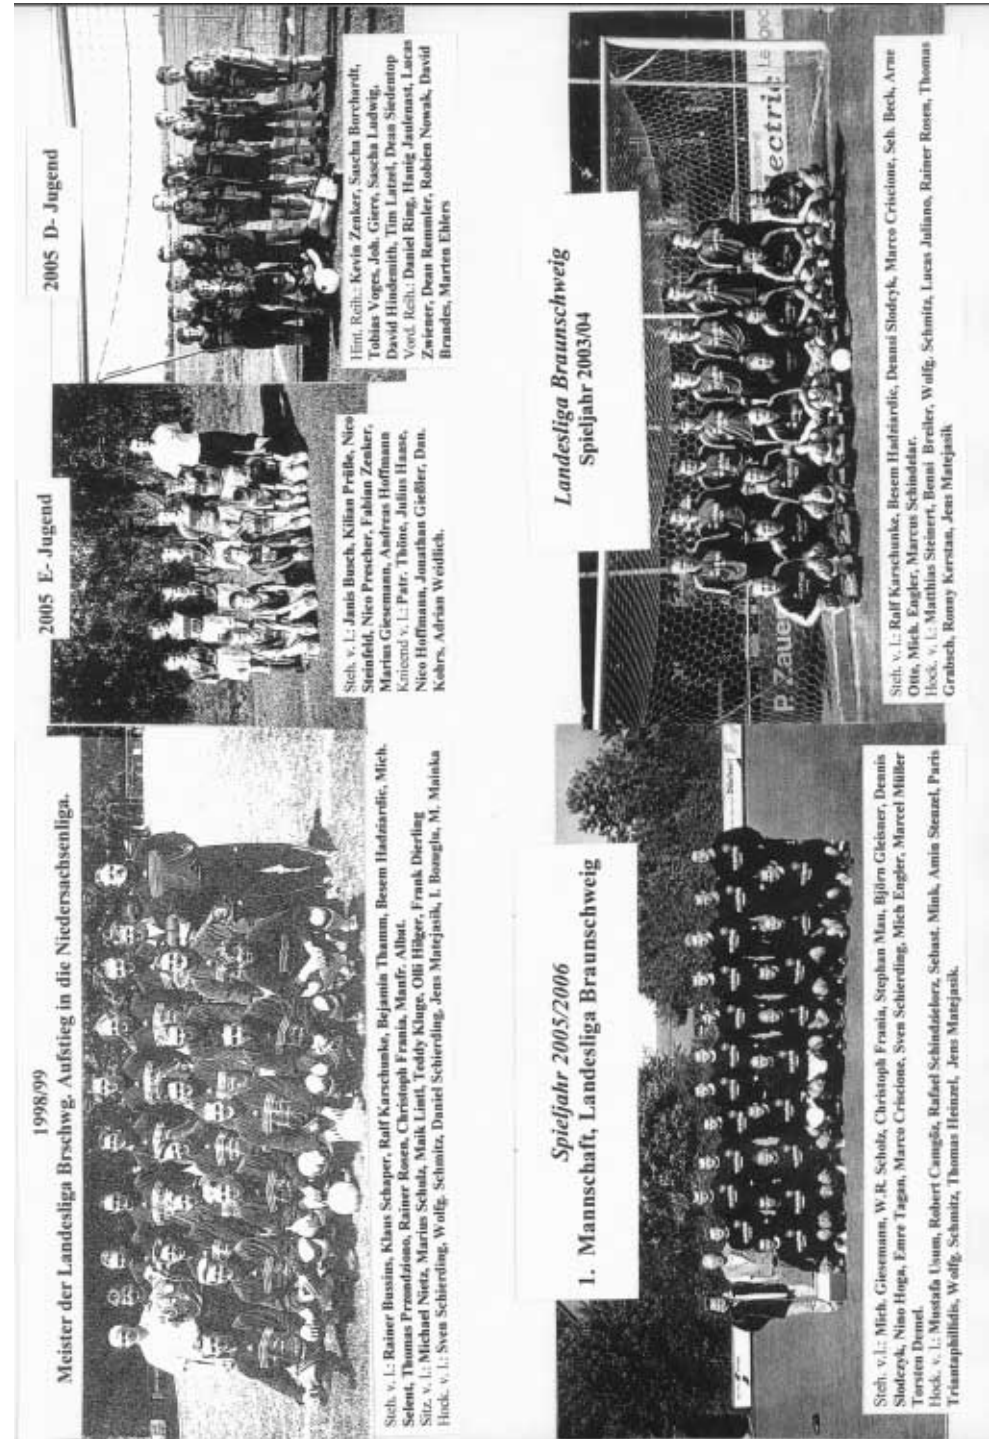 1998/99
Meister der Landesliga Brschwg. Aufstieg in die Niedersachsenliga.
Steh. v. l.: Rainer Bussius, Klaus Schaper, Ralf Karschunke, Bejamin Thamm, Besem Hadziardic, Mich.
Selent, Thomas Przondziono, Rainer Rosen, Christoph Frania, Manfr. Albut.
Sitz. v. l.: Michael Nietz, Marius Schulz, Maik Lintl, Teddy Kluge, Olli Hilger, Frank Dierling
Hock. v. l.: Sven Schierding, Wolfg. Schmitz, Daniel Schierding, Jens Matejasik, I. Bozuglu, M. Mainka
2005 E- Jugend
Steh. v. l.: Janis Busch, Kilian Prüße, Nico
Steinfeld, Nico Prescher, Fabian Zenker,
Marius Giesemann, Andreas Hoffmann
Knieend v. l.: Patr. Thöne, Julius Haase,
Nico Hoffmann, Jonathan Gießler, Dan.
Kohrs, Adrian Weidlich.
2005 D- Jugend
Hint. Reih.: Kevin Zenker, Sascha Borchardt,
Tobias Voges, Joh. Giere, Sascha Ludwig,
David Hindemith, Tim Latzel, Dean Siedentop
Vord. Reih.: Daniel Ring, Hanig Jaulenast, Lucas
Zwiener, Dean Remmler, Robien Nowak, David
Brandes, Marten Ehlers
Spieljahr 2005/2006
1. Mannschaft, Landesliga Braunschweig
Steh. v.l.: Mich. Giesemann, W.R. Scholz, Christoph Frania, Stephan Mau, Björn Gleisner, Dennis
Slodczyk, Nino Hoga, Emre Tagan, Marco Criscione, Sven Schierding, Mich Engler, Marcel Müller
Torsten Demel.
Hock. v. l.: Mustafa Usum, Robert Camgöz, Rafael Schindzielorz, Sebast. Mink, Amin Stenzel, Paris
Triantaphillidis, Wolfg. Schmitz, Thomas Heinzel, Jens Matejasik.
Landesliga Braunschweig
Spieljahr 2003/04
P. Zauer
ectric
Steh. v. l.: Ralf Karschunke, Besem Hadziardic, Denni Slodcyk, Marco Criscione, Seb. Beck, Arne
Otte, Mich. Engler, Marcus Schindelar.
Hock. v. l.: Matthias Steinert, Benni Breiler, Wolfg. Schmitz, Lucas Juliano, Rainer Rosen, Thomas
Grabsch, Ronny Kerstan, Jens Matejasik